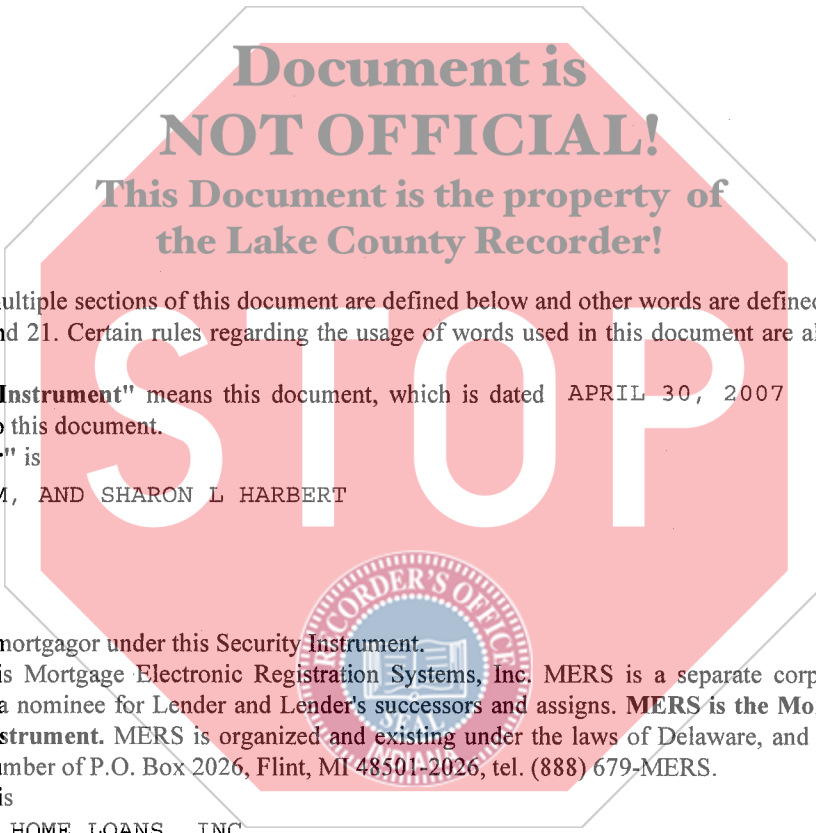 Document is
NOT OFFICIAL!
This Document is the property of
the Lake County Recorder!
ultiple sections of this document are defined below and other words are defined
nd 21. Certain rules regarding the usage of words used in this document are al
Instrument" means this document, which is dated APRIL 30, 2007
o this document.
r" is
M, AND SHARON L HARBERT
STOP
RECORDER'S OFFICE
SEAL
INDIANA
mortgagor under this Security Instrument.
is Mortgage Electronic Registration Systems, Inc. MERS is a separate corp
a nominee for Lender and Lender's successors and assigns. MERS is the Mo
strument. MERS is organized and existing under the laws of Delaware, and
umber of P.O. Box 2026, Flint, MI 48501-2026, tel. (888) 679-MERS.
is
HOME LOANS, INC